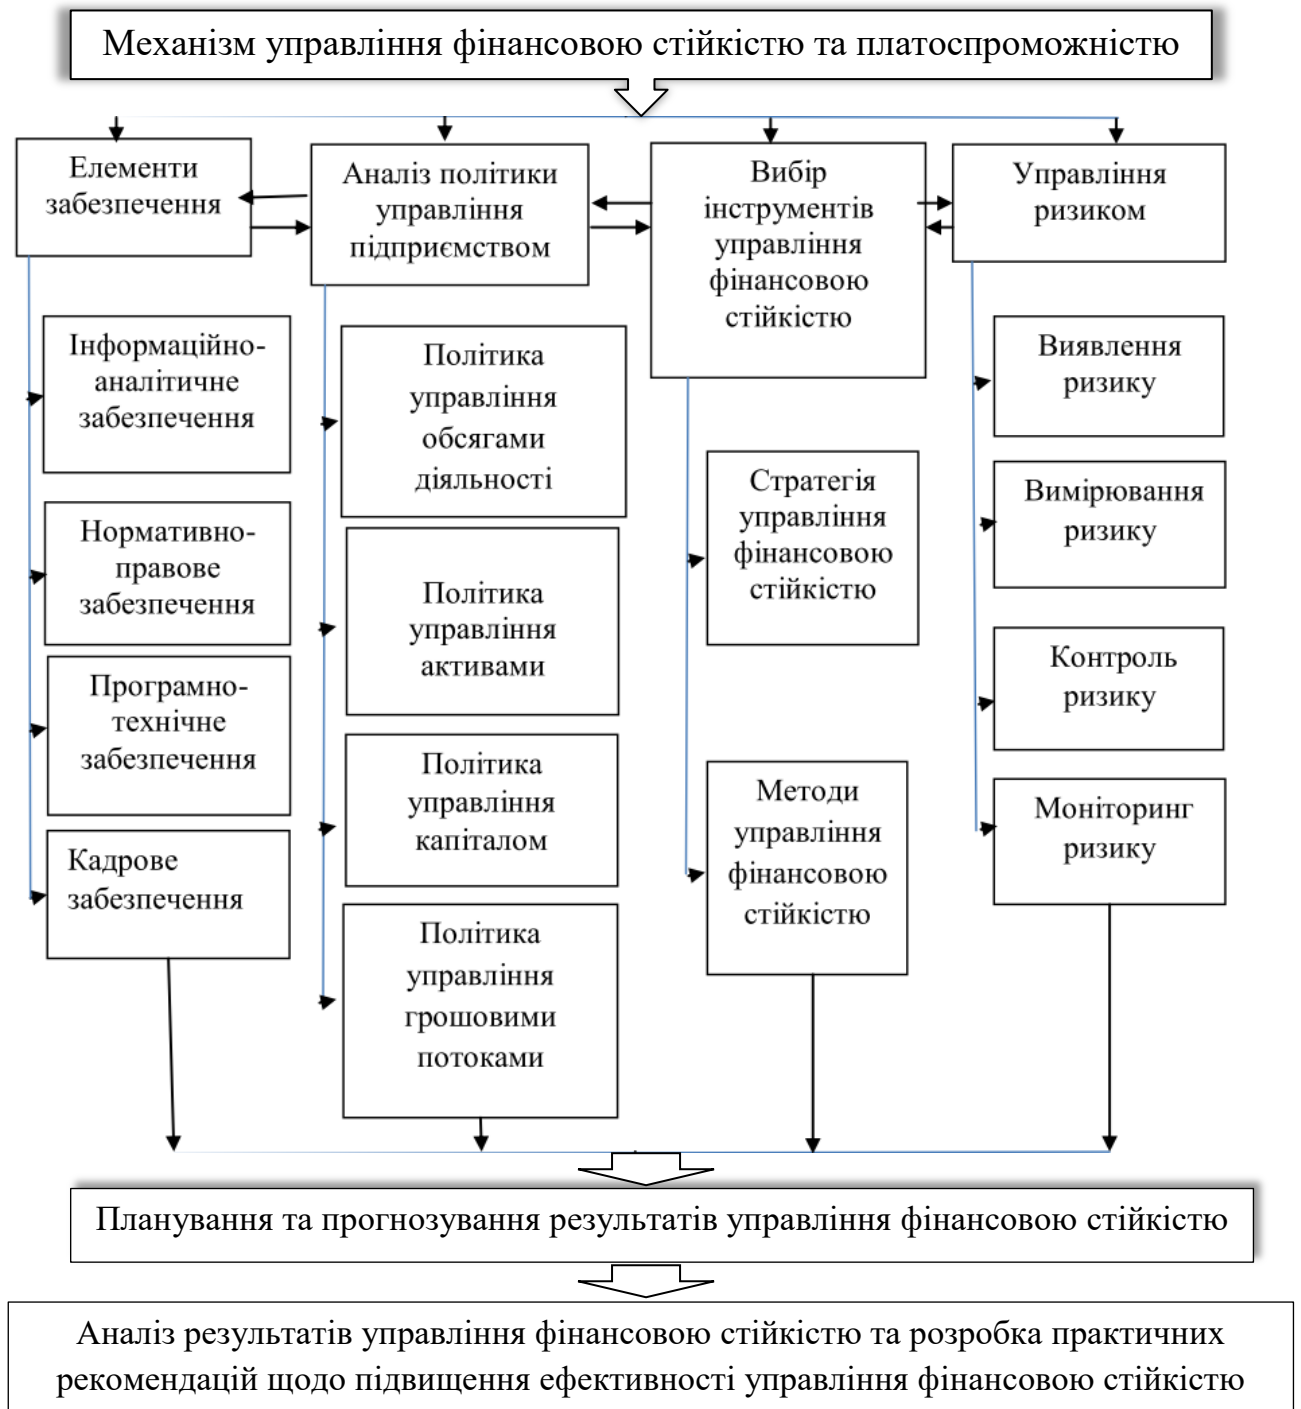 Механізм управління фінансовою стійкістю та платоспроможністю
Елементи
забезпечення
Аналіз політики
управління
підприємством
Вибір
інструментів
управління
фінансовою
стійкістю
Управління
ризиком
Інформаційно-
аналітичне
забезпечення
Нормативно-
правове
забезпечення
Програмно-
технічне
забезпечення
Кадрове
забезпечення
Політика
управління
обсягами
діяльності
Політика
управління
активами
Політика
управління
капіталом
Політика
управління
грошовими
потоками
Стратегія
управління
фінансовою
стійкістю
Методи
управління
фінансовою
стійкістю
Виявлення
ризику
Вимірювання
ризику
Контроль
ризику
Моніторинг
ризику
Планування та прогнозування результатів управління фінансовою стійкістю
Аналіз результатів управління фінансовою стійкістю та розробка практичних
рекомендацій щодо підвищення ефективності управління фінансовою стійкістю